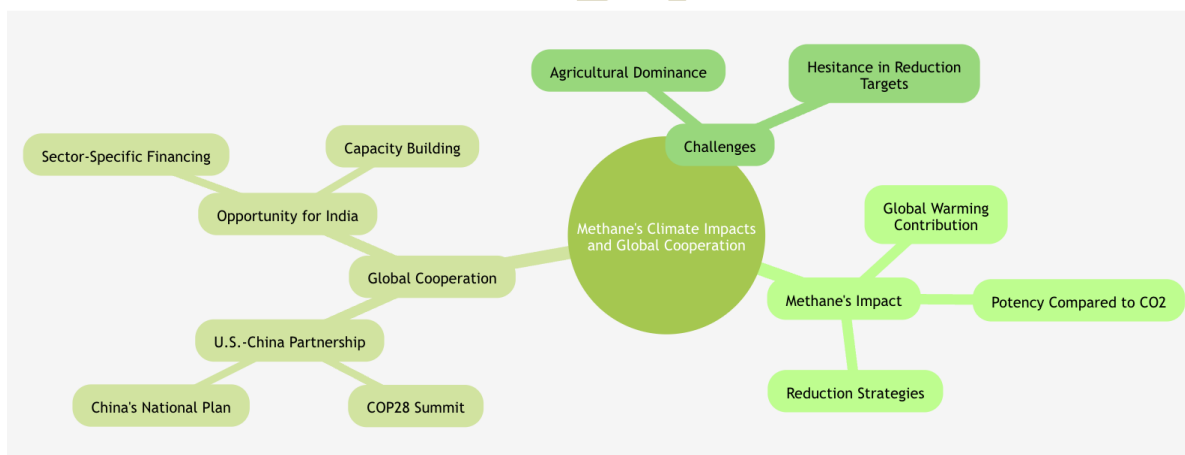 Agricultural Dominance
Hesitance in Reduction
Targets
Challenges
Sector-Specific Financing
Capacity Building
Opportunity for India
Global Cooperation
U.S.-China Partnership
China's National Plan
COP28 Summit
Methane's Climate Impacts
and Global Cooperation
Global Warming
Contribution
Methane's Impact
Potency Compared to CO2
Reduction Strategies